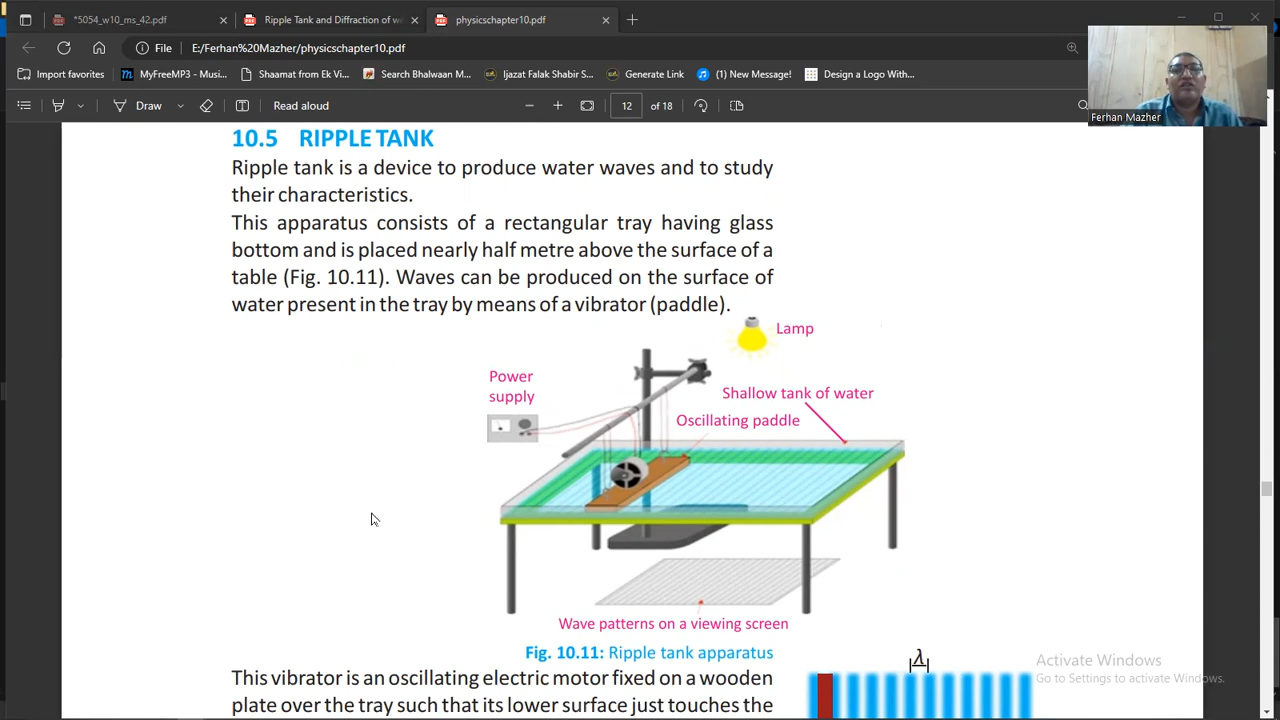 *5054_w10_ms_42.pdf
Ripple Tank and Diffraction of w
physicschapter10.pdf
File
E:/Ferhan%20Mazher/physicschapter10.pdf
Import favorites
MyFreeMP3 - Musi...
Shaamat from Ek Vi...
Search Bhalwaan M...
Ijazat Falak Shabir S...
Generate Link
(1) New Message!
Design a Logo With...
Draw
Read aloud
12 of 18
Ferhan Mazher
10.5 RIPPLE TANK
Ripple tank is a device to produce water waves and to study
their characteristics.
This apparatus consists of a rectangular tray having glass
bottom and is placed nearly half metre above the surface of a
table (Fig. 10.11). Waves can be produced on the surface of
water present in the tray by means of a vibrator (paddle).
Lamp
Power
supply
Shallow tank of water
Oscillating paddle
Wave patterns on a viewing screen
Fig. 10.11: Ripple tank apparatus
λ
This vibrator is an oscillating electric motor fixed on a wooden
plate over the tray such that its lower surface just touches the
Activate Windows
Go to Settings to activate Windows.